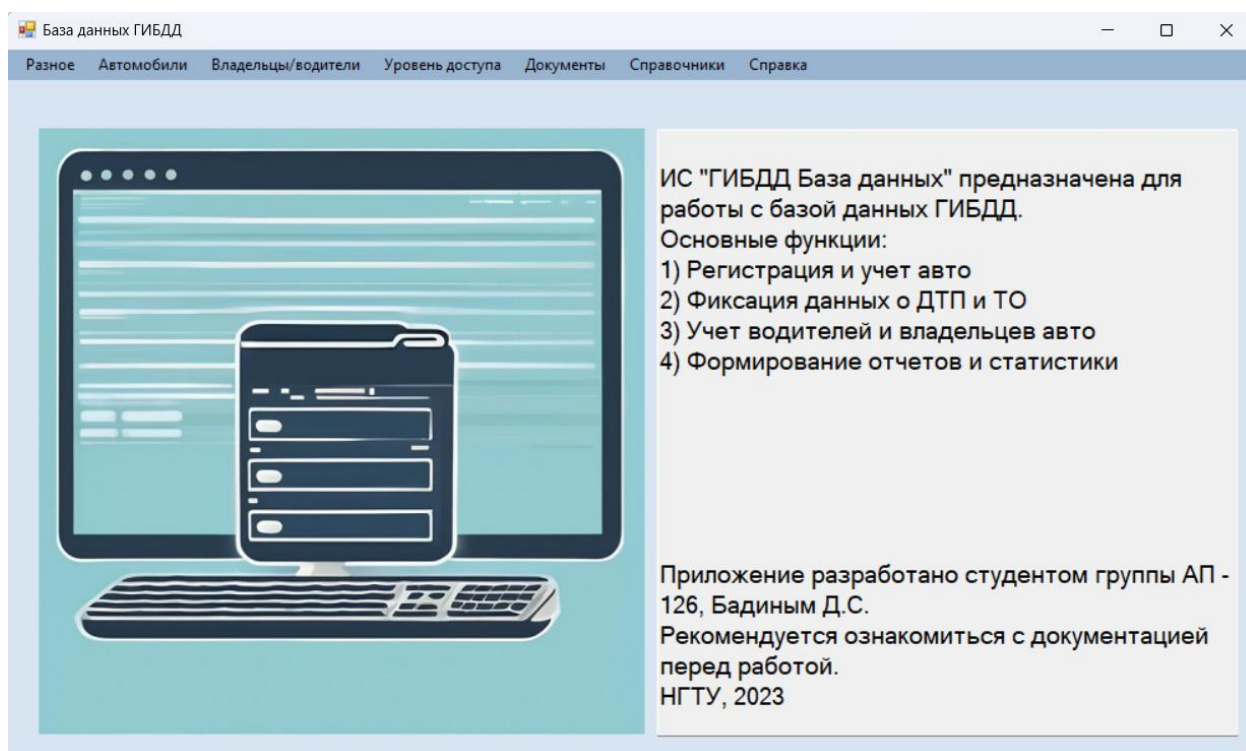 База данных ГИБДД
Разное Автомобили Владельцы/водители Уровень доступа Документы Справочники Справка
ИС "ГИБДД База данных" предназначена для
работы с базой данных ГИБДД.
Основные функции:
1) Регистрация и учет авто
2) Фиксация данных о ДТП и ТО
3) Учет водителей и владельцев авто
4) Формирование отчетов и статистики
Приложение разработано студентом группы АП -
126, Бадиным Д.С.
Рекомендуется ознакомиться с документацией
перед работой.
НГТУ, 2023